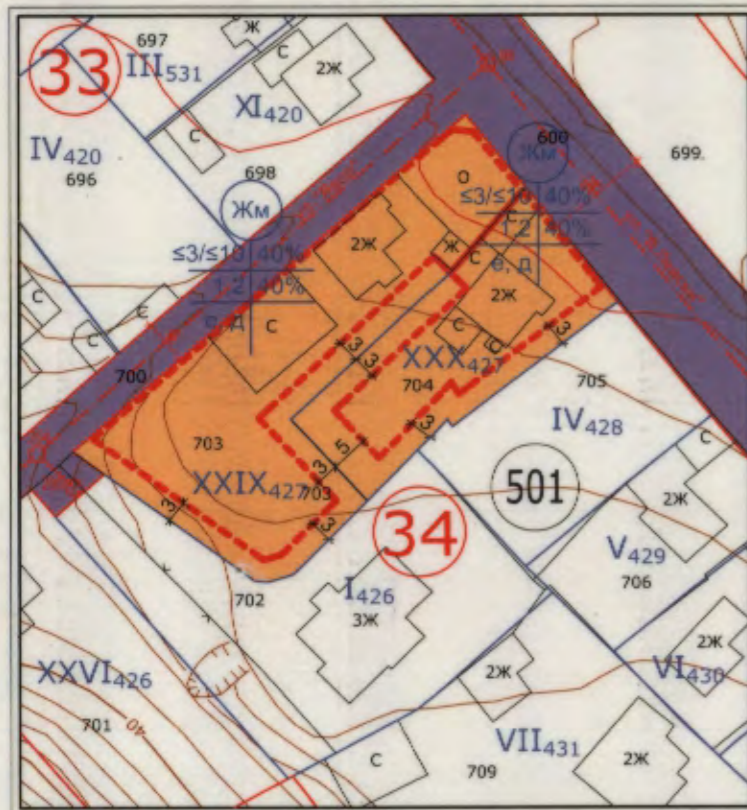 697
Ж
33
III531
С
2Ж
XI420
С
IV420
696
698
600
699.
Жм
О
Жм
≤3/≤10 40%
С
1.2 40%
е, д
2Ж
Ж
С
≤3/≤10 40%
1.2 40%
е, д
С
2Ж
С
С
С
С
С
3
3
3
XXX427
704
700
705
703
3
IV428
5
XXIX427
3
703
501
С
3
3
34
2Ж
V429
706
702
I426
3Ж
2Ж
XXVI426
2Ж
VI430
701
40
VII431
С
709
2Ж